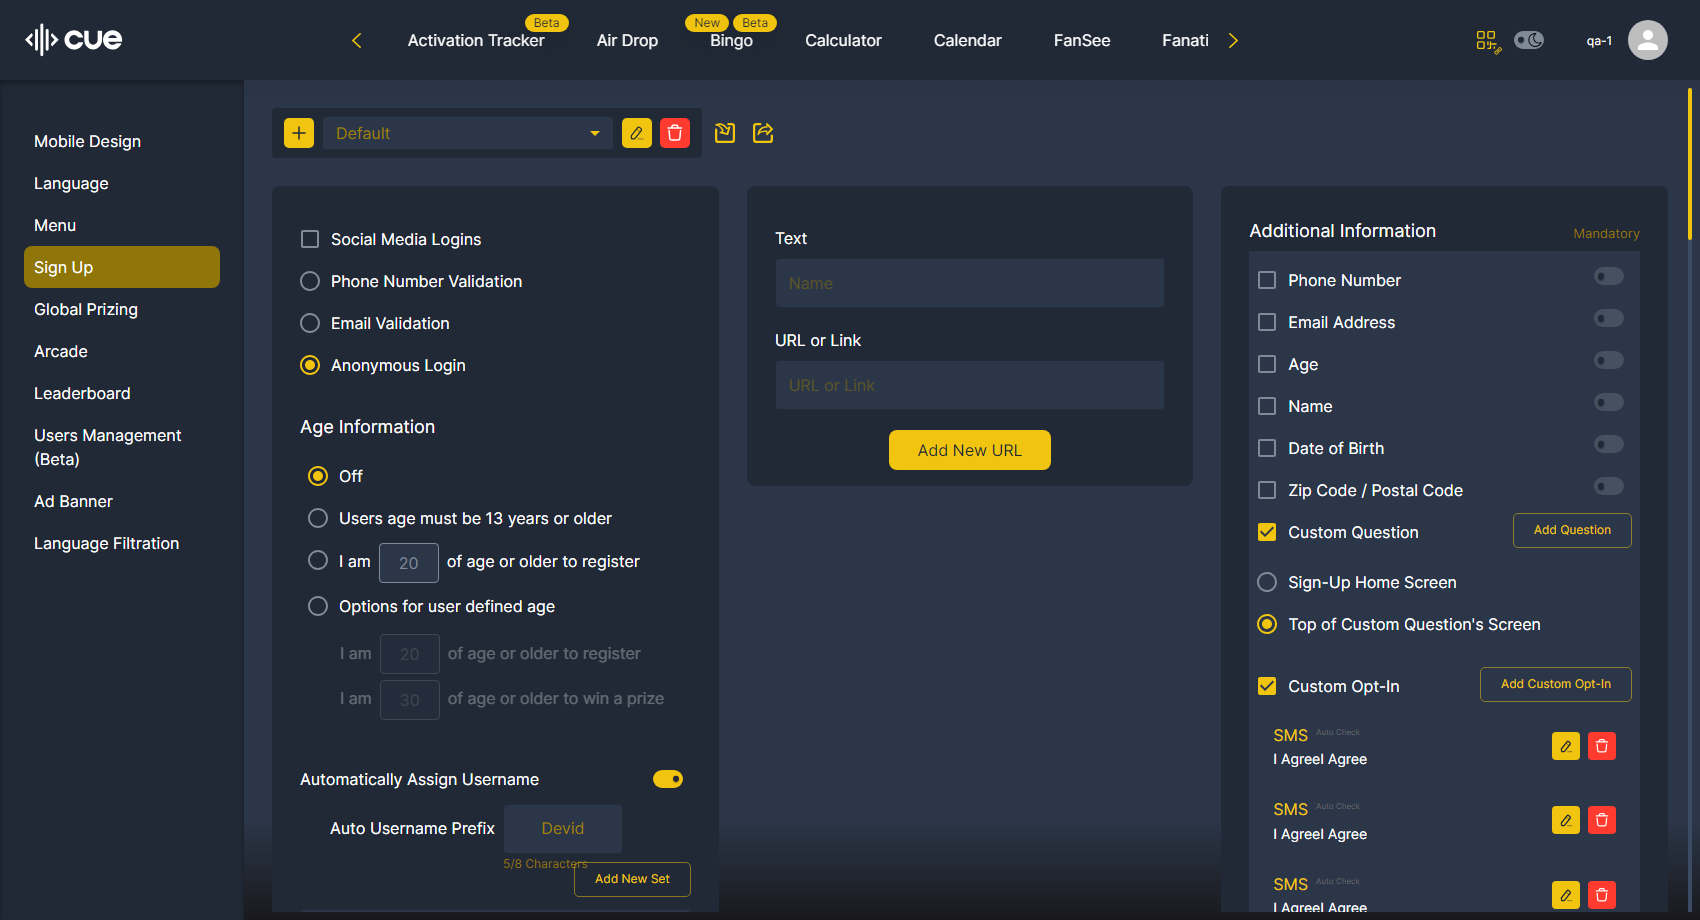 cue
Activation Tracker
Beta
Air Drop
New
Beta
Bingo
Calculator
Calendar
FanSee
Fanati
qa-1
Mobile Design
Language
Menu
Sign Up
Global Prizing
Arcade
Leaderboard
Users Management
(Beta)
Ad Banner
Language Filtration
Default
Social Media Logins
Phone Number Validation
Email Validation
Anonymous Login
Age Information
Off
Users age must be 13 years or older
I am 20 of age or older to register
Options for user defined age
I am 20 of age or older to register
I am 30 of age or older to win a prize
Automatically Assign Username
Auto Username Prefix Devid
5/8 Characters
Add New Set
Text
Name
URL or Link
URL or Link
Add New URL
Additional Information Mandatory
Phone Number
Email Address
Age
Name
Date of Birth
Zip Code / Postal Code
Custom Question Add Question
Sign-Up Home Screen
Top of Custom Question's Screen
Custom Opt-In Add Custom Opt-In
SMS Auto Check
I AgreeI Agree
SMS Auto Check
I AgreeI Agree
SMS Auto Check
I AgreeI Agree